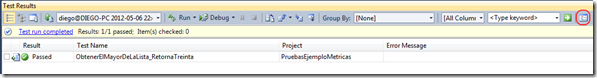 Test Results
diego@DIEGO-PC 2012-05-06 22: Run Debug Group By: [None] [All Column <Type keyword>
Test run completed Results: 1/1 passed; Item(s) checked: 0
Result Test Name Project Error Message
Passed ObtenerElMayorDeLaLista_RetornaTreinta PruebasEjemploMetricas